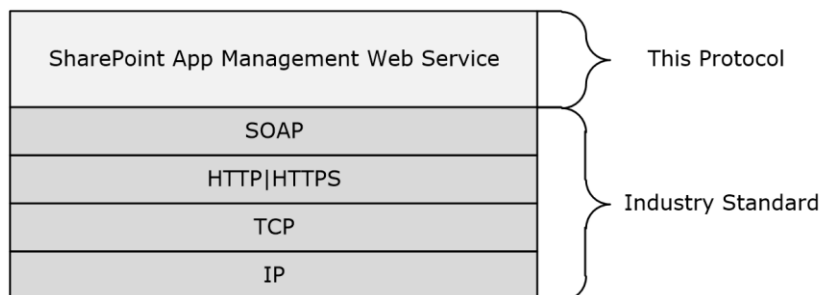 SharePoint App Management Web Service
This Protocol
SOAP
HTTP|HTTPS
TCP
IP
Industry Standard